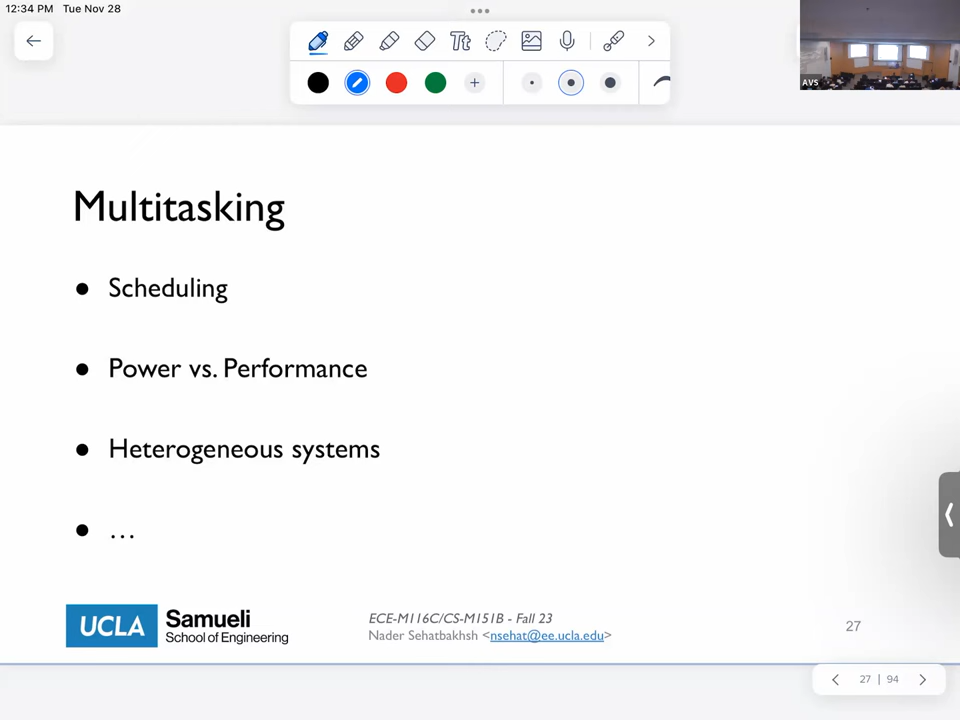 12:34 PM Tue Nov 28
Tt
AVS
Multitasking
● Scheduling
● Power vs. Performance
● Heterogeneous systems
● …
UCLA Samueli
School of Engineering
ECE-M116C/CS-M151B - Fall 23
Nader Sehatbakhsh <nsehat@ee.ucla.edu>
27
27 | 94